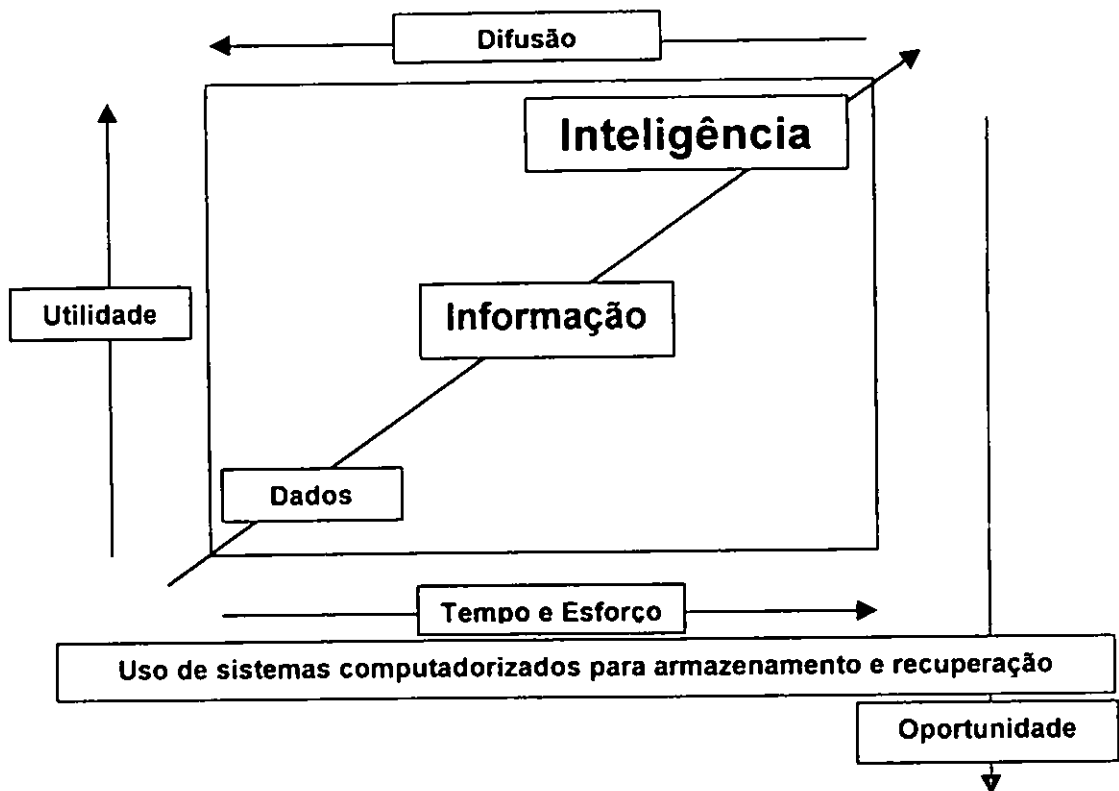 Difusão
Inteligência
Utilidade
Informação
Dados
Tempo e Esforço
Uso de sistemas computadorizados para armazenamento e recuperação
Oportunidade